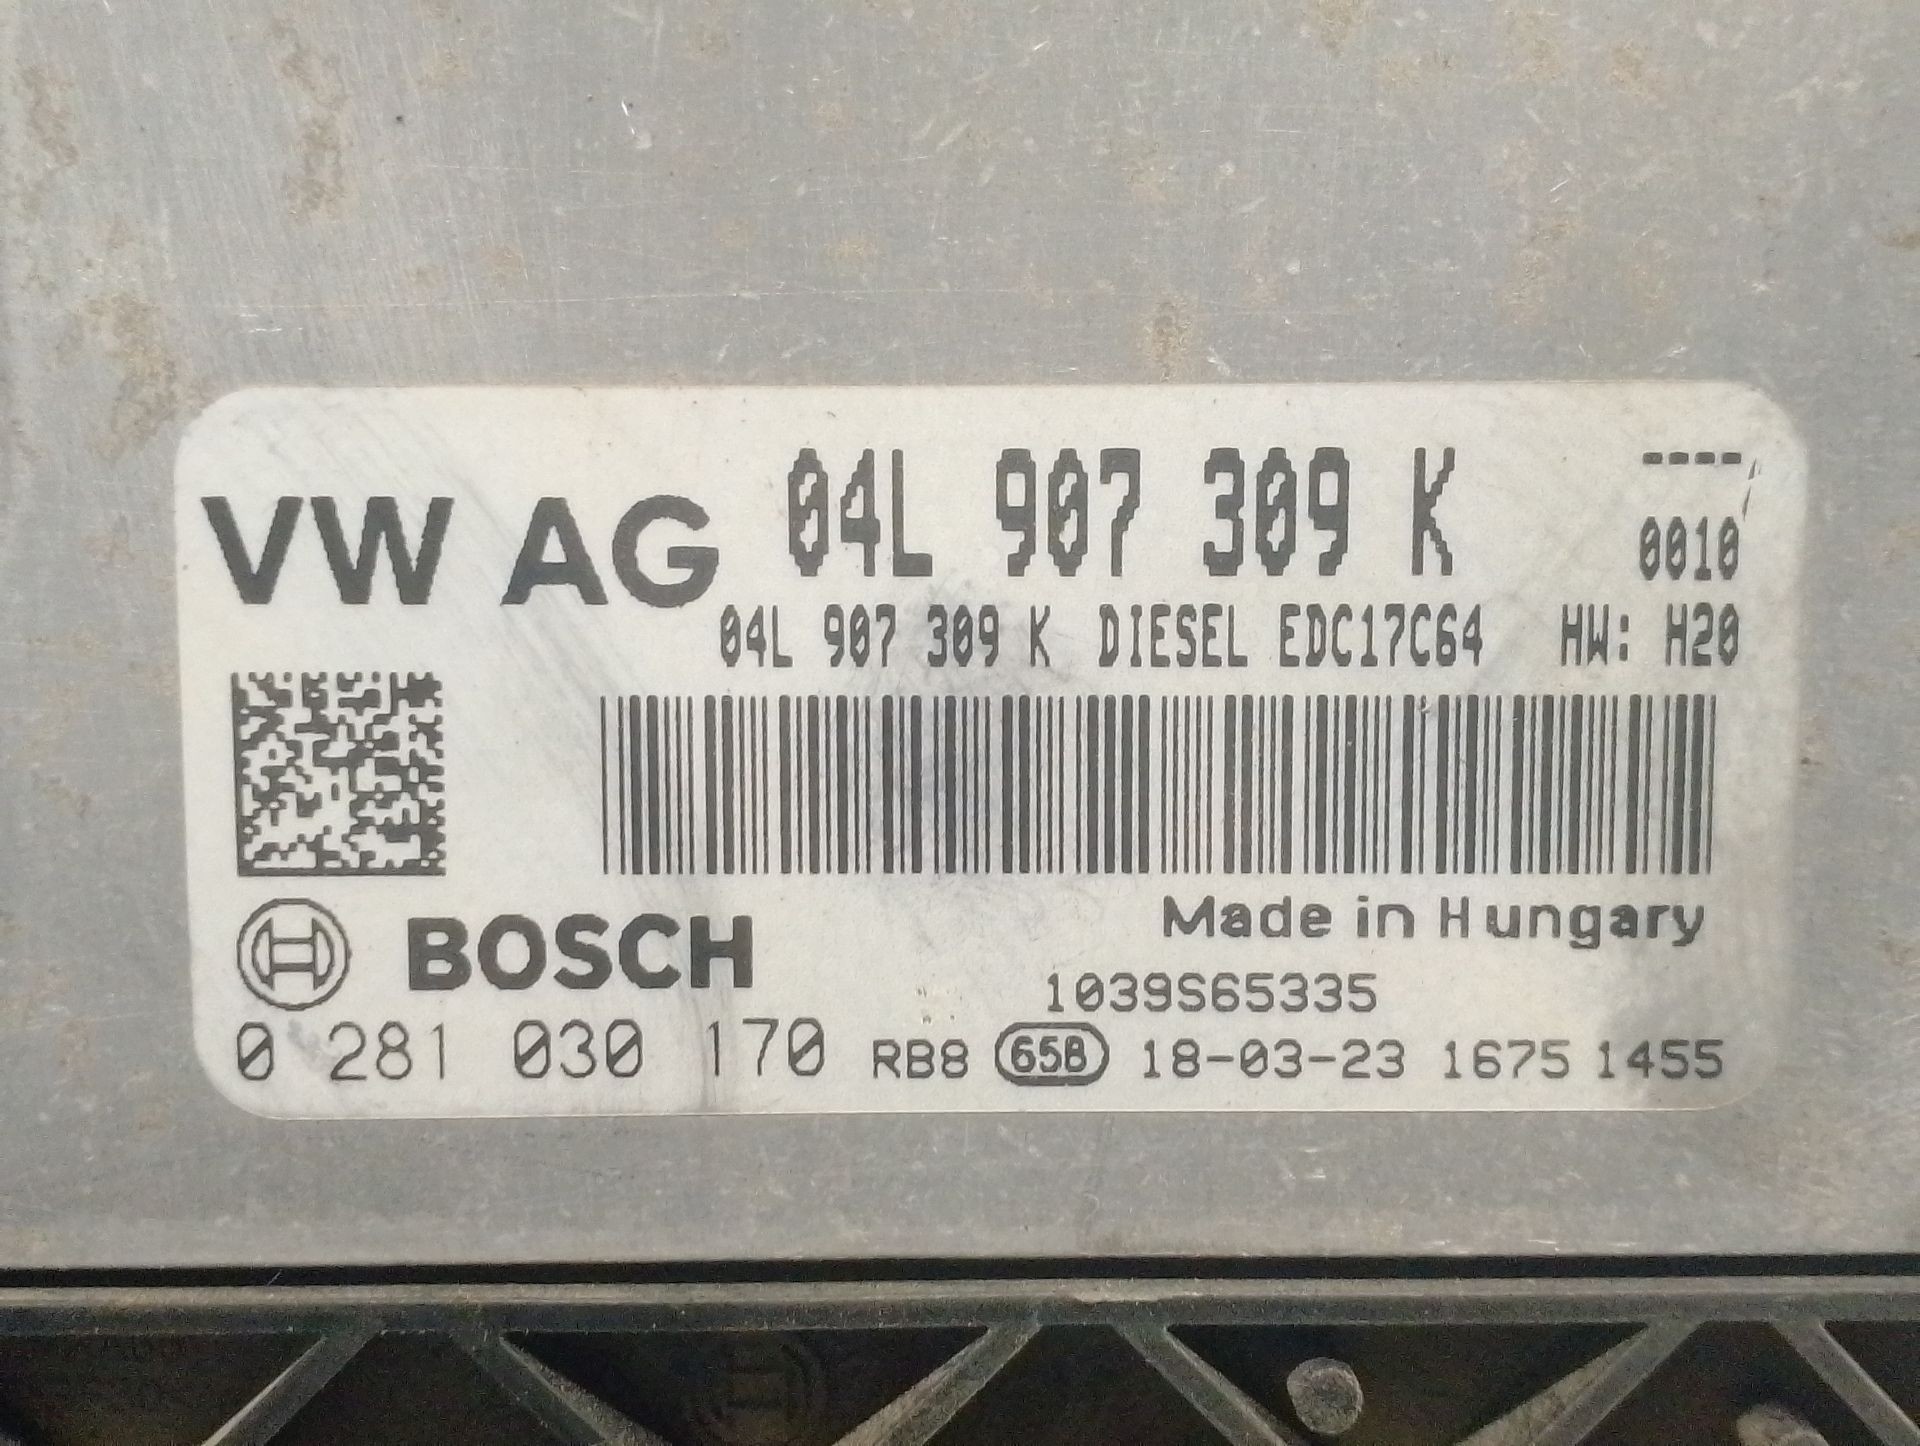 VW AG 04L 907 309 K ----
0010
04L 907 309 K DIESEL EDC17C64 HW: H20
Made in Hungary
BOSCH
1039S65335
0 281 030 170 RB8 65B 18-03-23 1675 1455